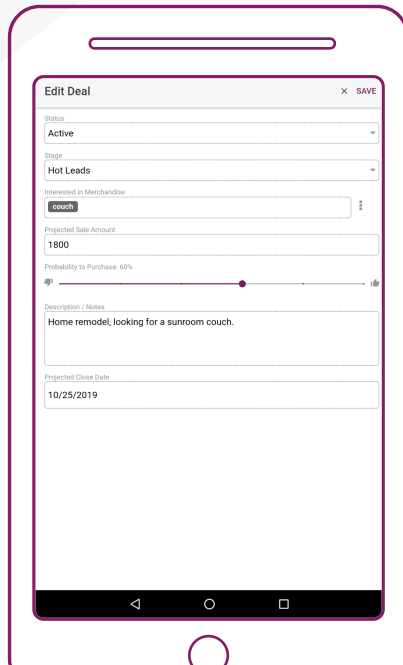 Edit Deal
× SAVE
Status
Active
Stage
Hot Leads
Interested in Merchandise
couch
Projected Sale Amount
1800
Probability to Purchase: 60%
Description / Notes
Home remodel, looking for a sunroom couch.
Projected Close Date
10/25/2019